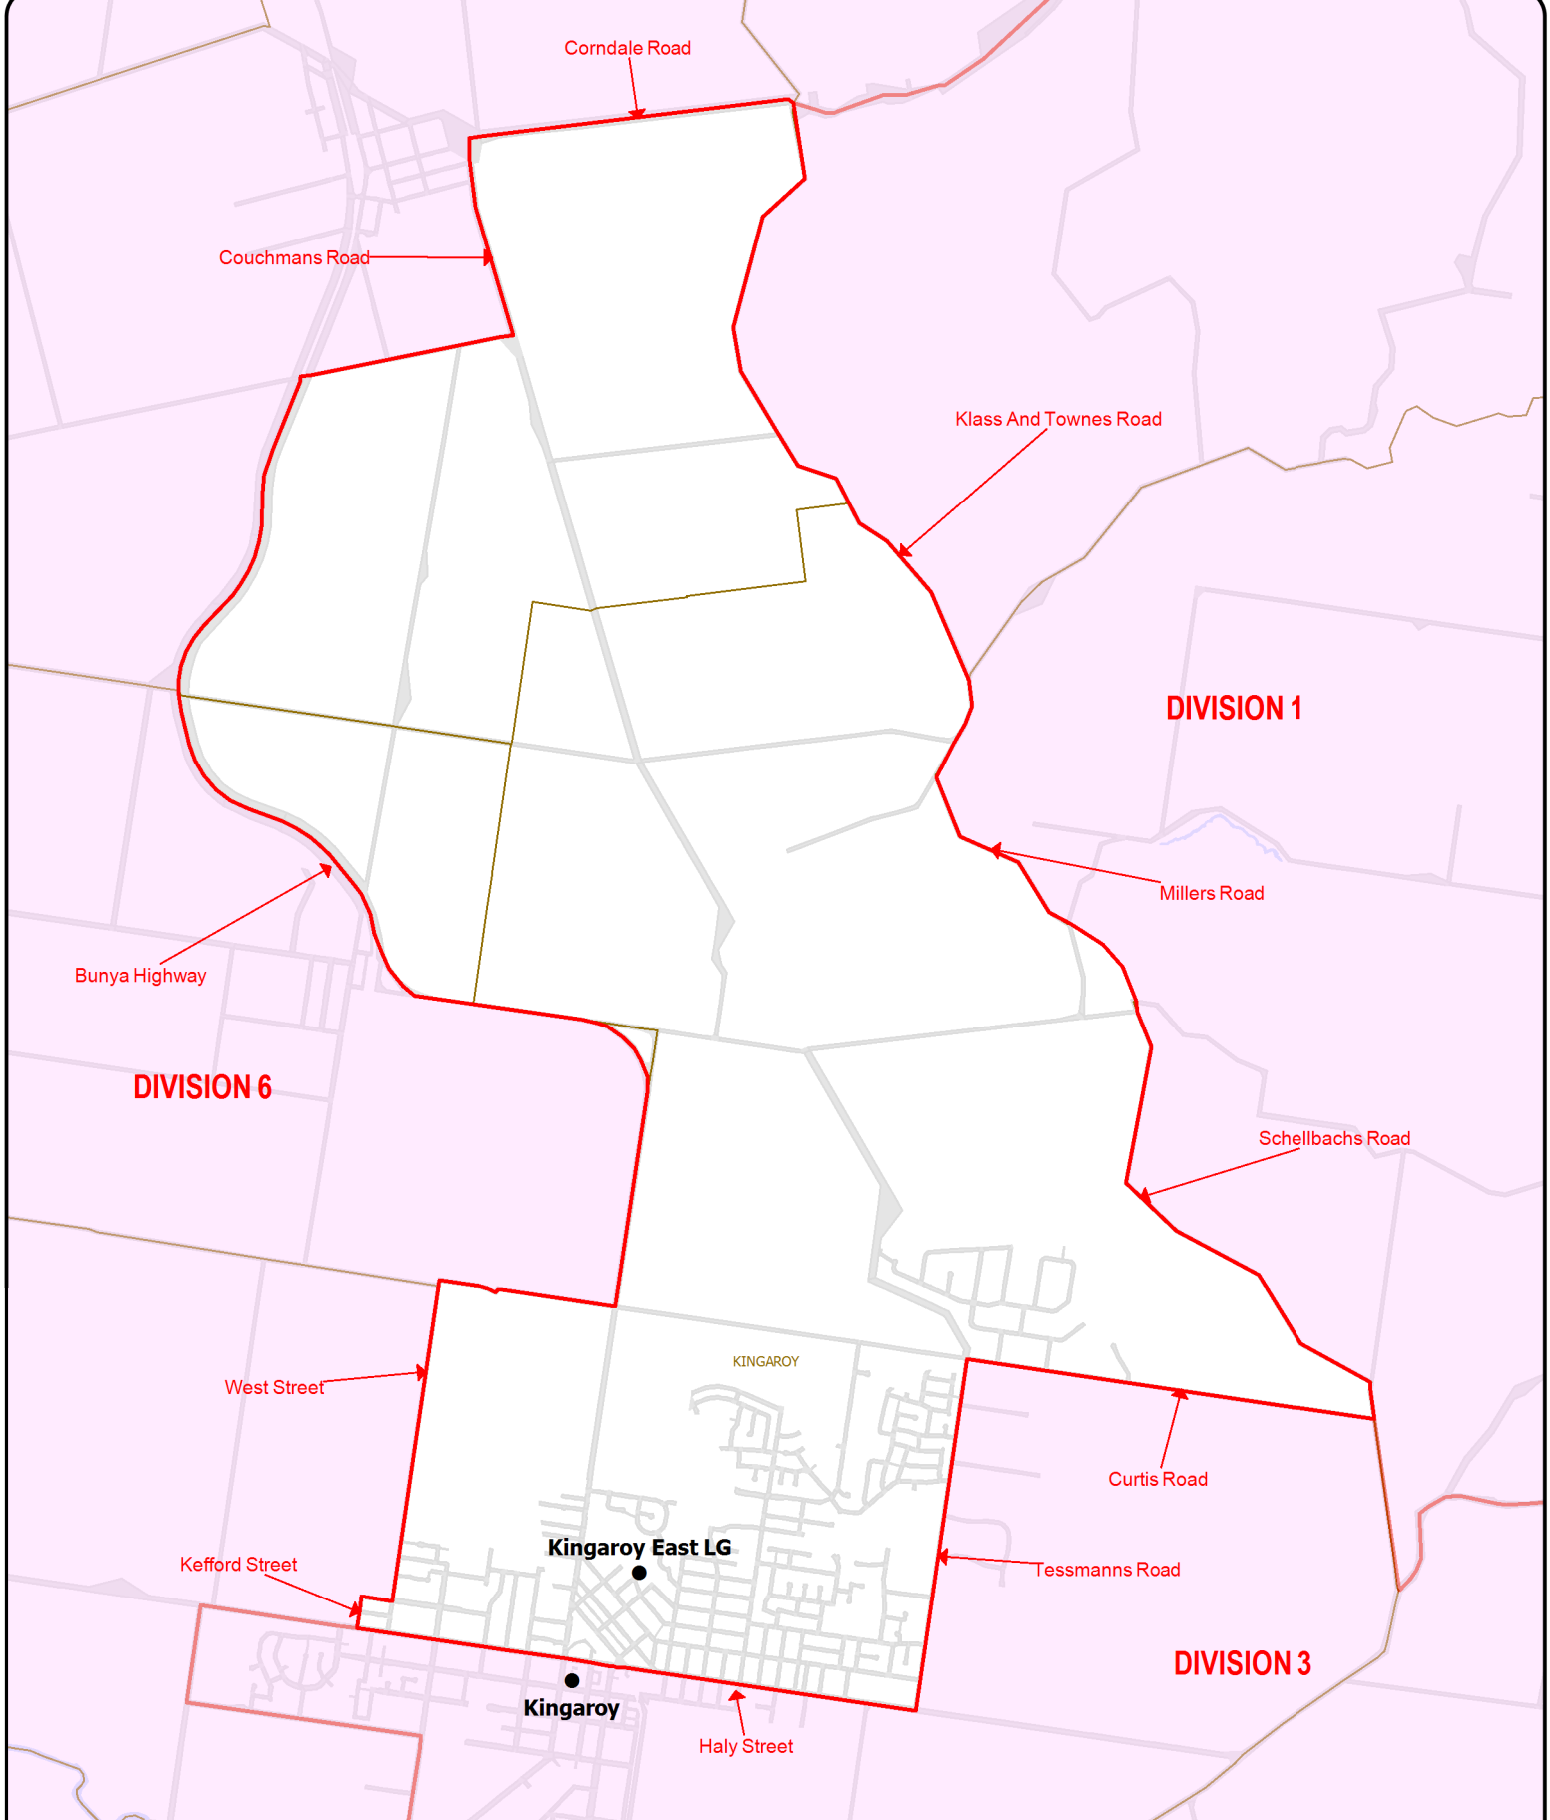 Corndale Road
Couchmans Road
Klass And Townes Road
DIVISION 1
Millers Road
Bunya Highway
DIVISION 6
Schellbachs Road
KINGAROY
West Street
Curtis Road
Kingaroy East LG
Kefford Street
Tessmanns Road
DIVISION 3
Kingaroy
Haly Street